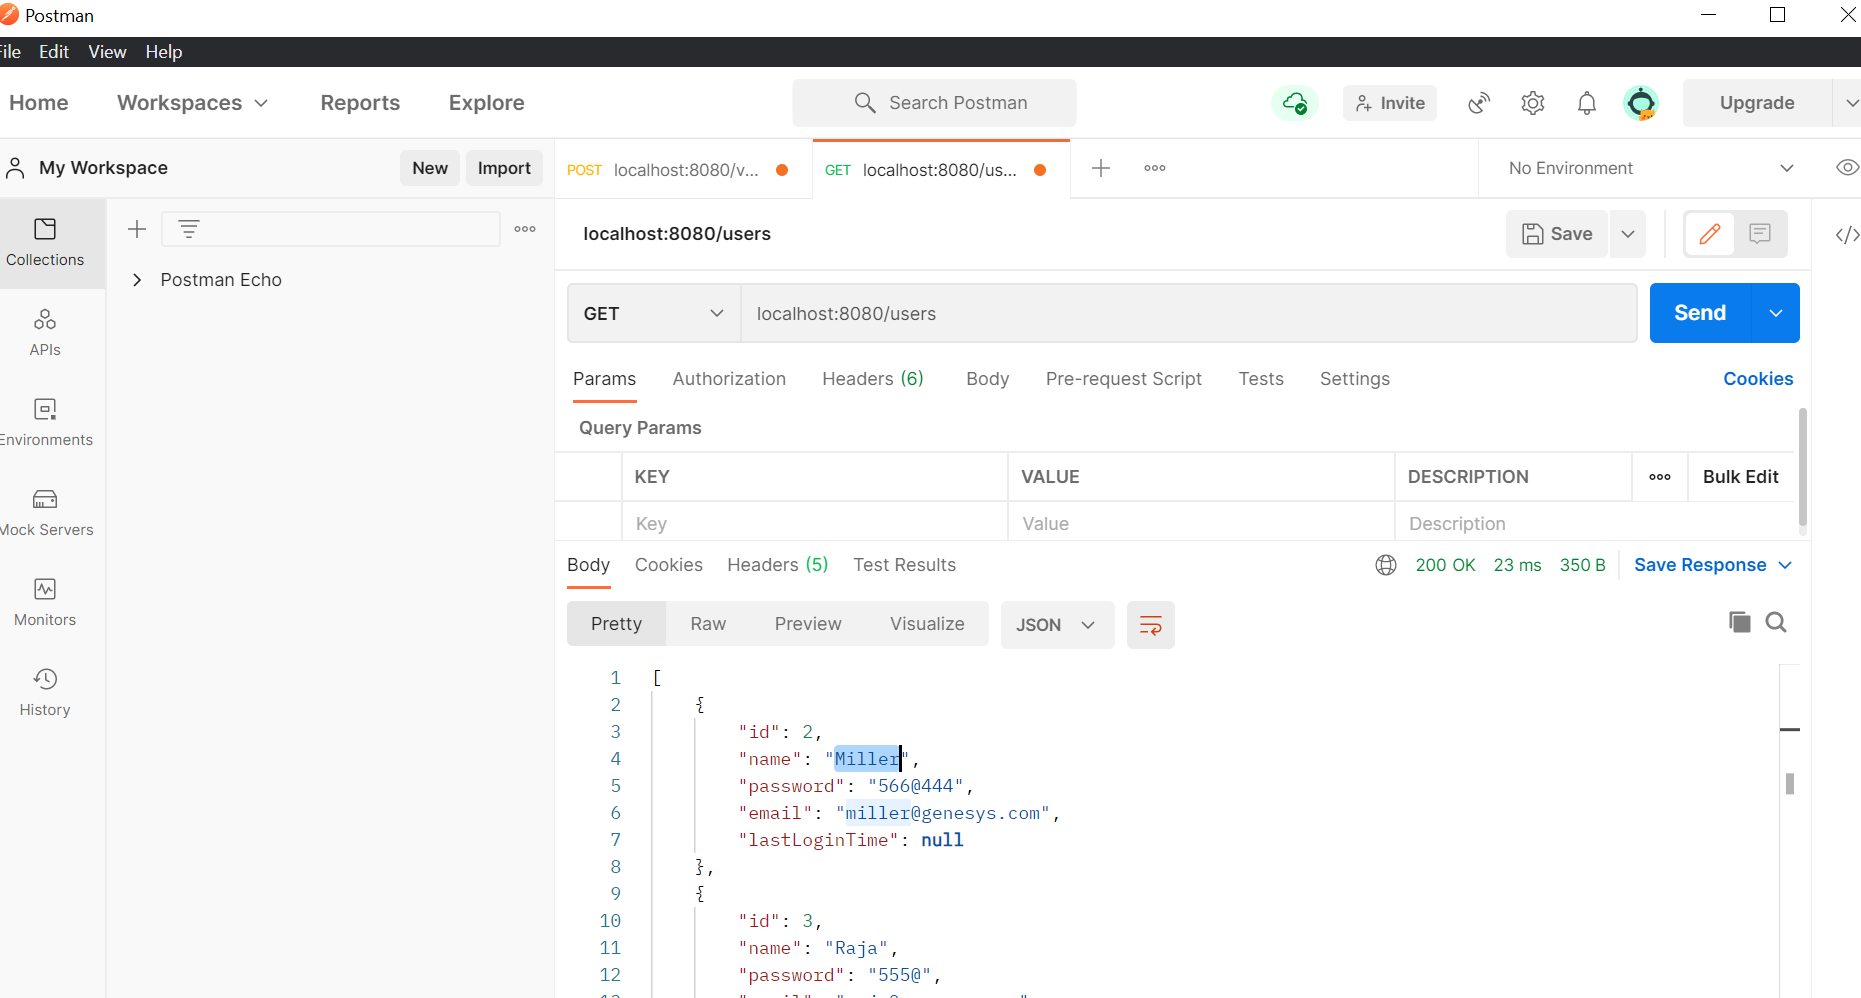 Postman
File Edit View Help
Home Workspaces Reports Explore Search Postman Invite Upgrade
My Workspace New Import POST localhost:8080/v... GET localhost:8080/us... No Environment
Collections
Postman Echo
APIs
Environments
Mock Servers
Monitors
History
localhost:8080/users Save
GET localhost:8080/users Send
Params Authorization Headers (6) Body Pre-request Script Tests Settings Cookies
Query Params
KEY VALUE DESCRIPTION Bulk Edit
Key Value Description
Body Cookies Headers (5) Test Results 200 OK 23 ms 350 B Save Response
Pretty Raw Preview Visualize JSON
1 [
2 {
3 "id": 2,
4 "name": "Miller",
5 "password": "566@444",
6 "email": "miller@genesys.com",
7 "lastLoginTime": null
8 },
9 {
10 "id": 3,
11 "name": "Raja",
12 "password": "555@",